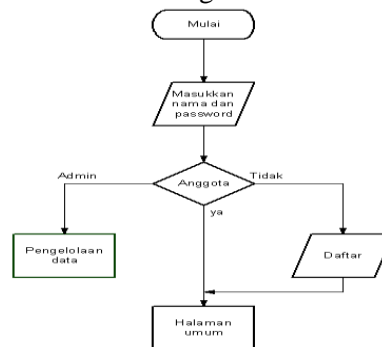 Mulai
Masukkan
nama dan
password
Admin
Anggota
Tidak
ya
Pengelolaan
data
Daftar
Halaman
umum